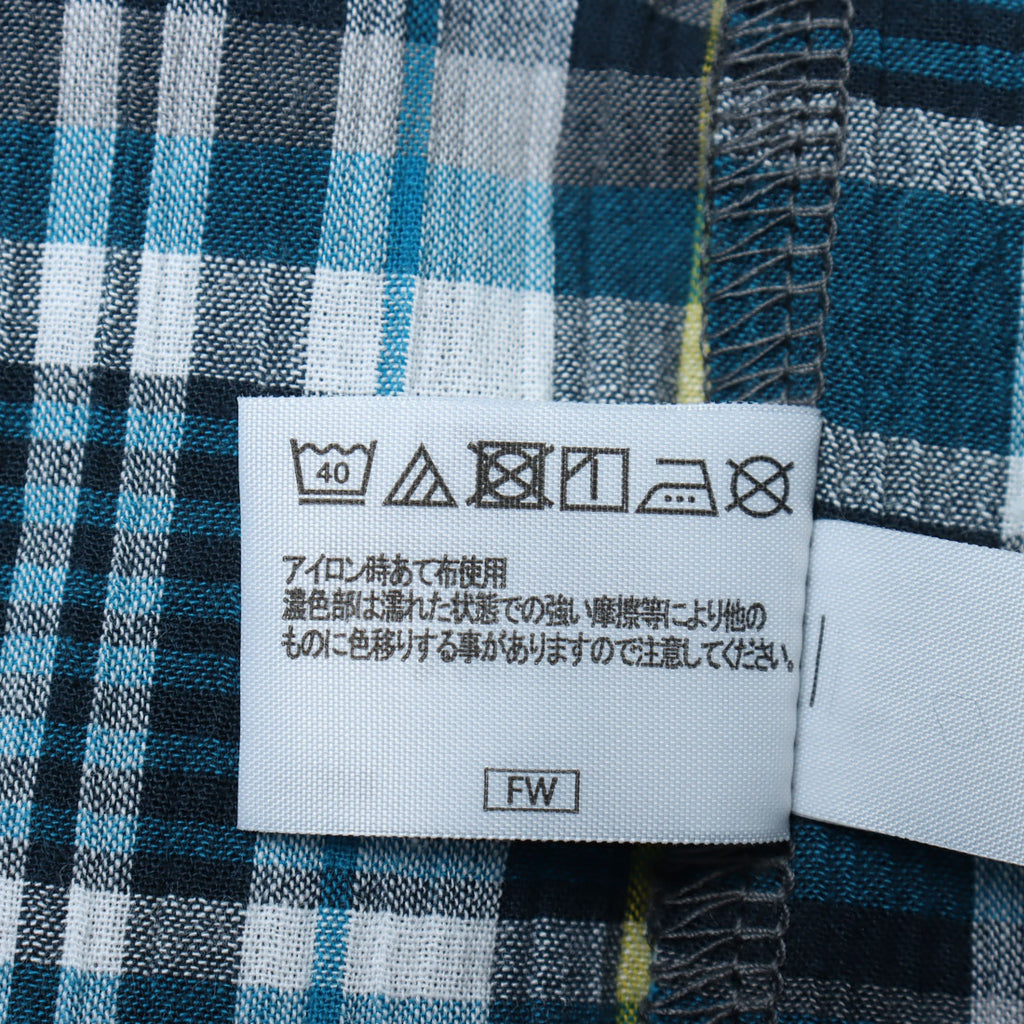 40
アイロン時あて布使用
濃色部は濡れた状態での強い摩擦等により他の
ものに色移りする事がありますので注意してください。
FW